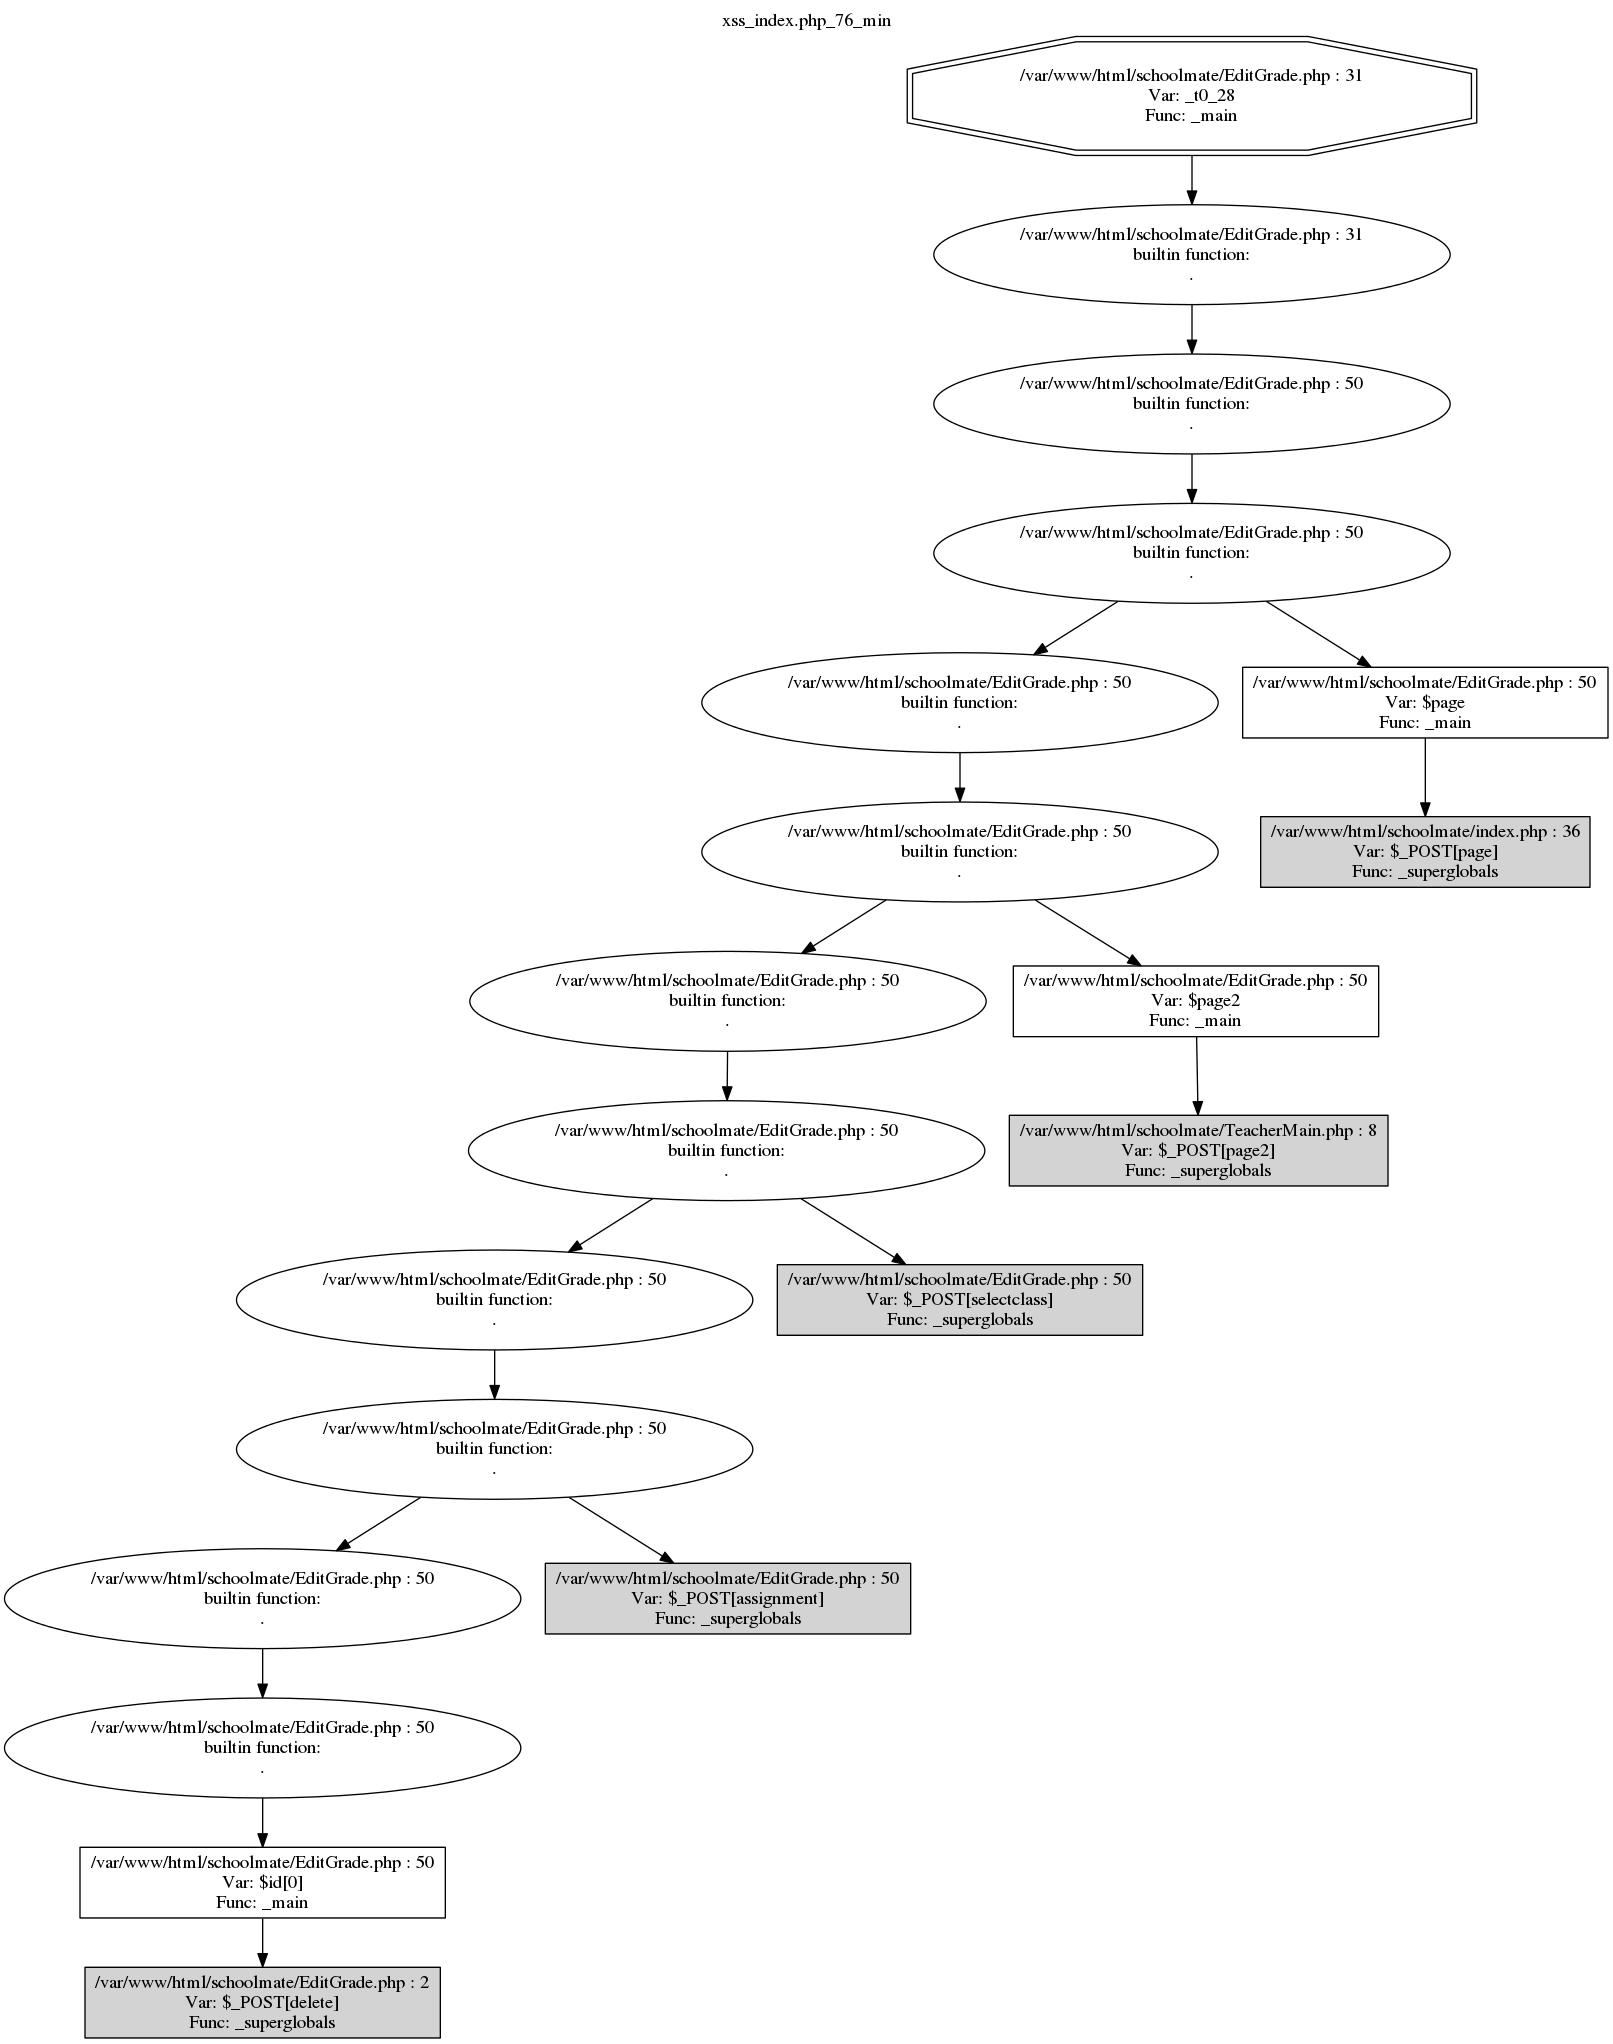 xss_index.php_76_min
/var/www/html/schoolmate/EditGrade.php : 31
Var: _t0_28
Func: _main
/var/www/html/schoolmate/EditGrade.php : 31
builtin function:
.
/var/www/html/schoolmate/EditGrade.php : 50
builtin function:
.
/var/www/html/schoolmate/EditGrade.php : 50
builtin function:
.
/var/www/html/schoolmate/EditGrade.php : 50
builtin function:
.
/var/www/html/schoolmate/EditGrade.php : 50
Var: $page
Func: _main
/var/www/html/schoolmate/EditGrade.php : 50
builtin function:
.
/var/www/html/schoolmate/index.php : 36
Var: $_POST[page]
Func: _superglobals
/var/www/html/schoolmate/EditGrade.php : 50
builtin function:
.
/var/www/html/schoolmate/EditGrade.php : 50
Var: $page2
Func: _main
/var/www/html/schoolmate/EditGrade.php : 50
builtin function:
.
/var/www/html/schoolmate/TeacherMain.php : 8
Var: $_POST[page2]
Func: _superglobals
/var/www/html/schoolmate/EditGrade.php : 50
builtin function:
.
/var/www/html/schoolmate/EditGrade.php : 50
Var: $_POST[selectclass]
Func: _superglobals
/var/www/html/schoolmate/EditGrade.php : 50
builtin function:
.
/var/www/html/schoolmate/EditGrade.php : 50
builtin function:
.
/var/www/html/schoolmate/EditGrade.php : 50
Var: $_POST[assignment]
Func: _superglobals
/var/www/html/schoolmate/EditGrade.php : 50
builtin function:
.
/var/www/html/schoolmate/EditGrade.php : 50
Var: $id[0]
Func: _main
/var/www/html/schoolmate/EditGrade.php : 2
Var: $_POST[delete]
Func: _superglobals